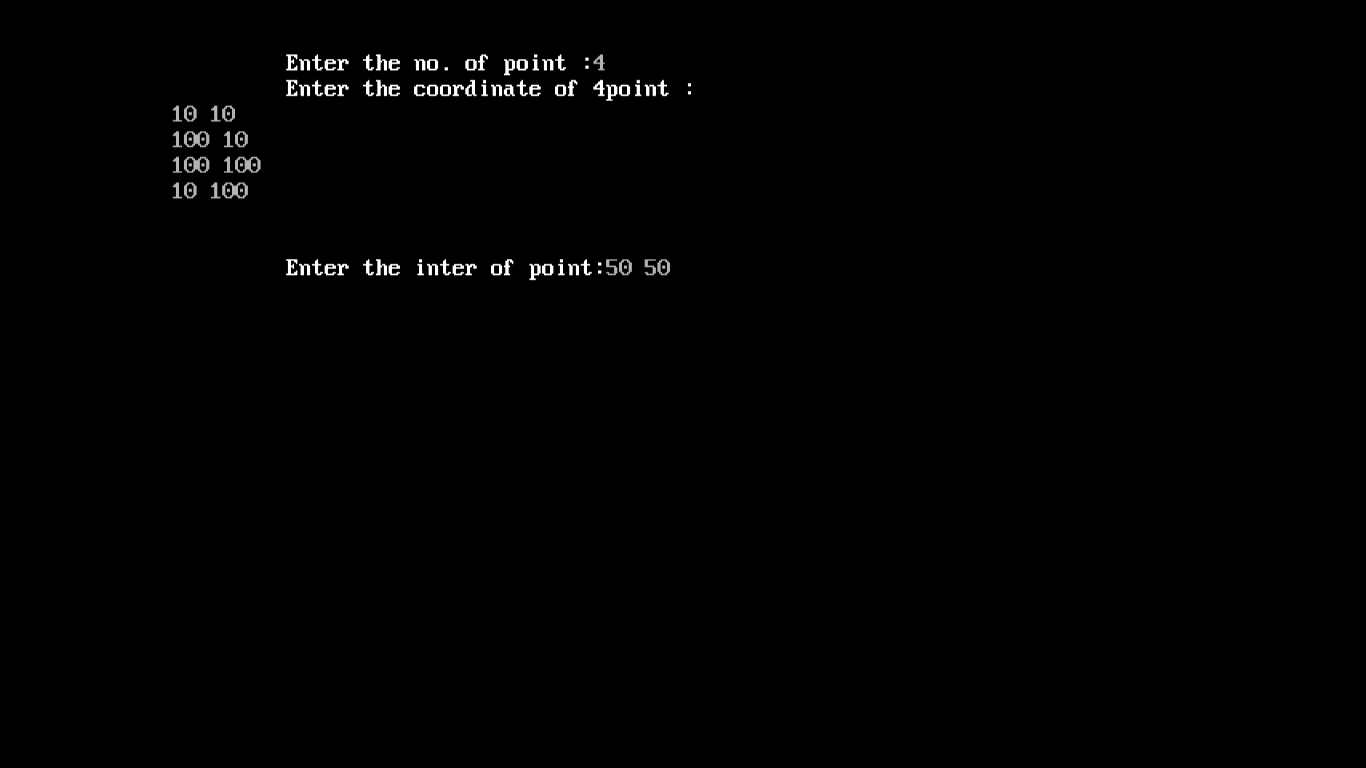 Enter the no. of point :4
Enter the coordinate of 4point :
10 10
100 10
100 100
10 100
Enter the inter of point:50 50